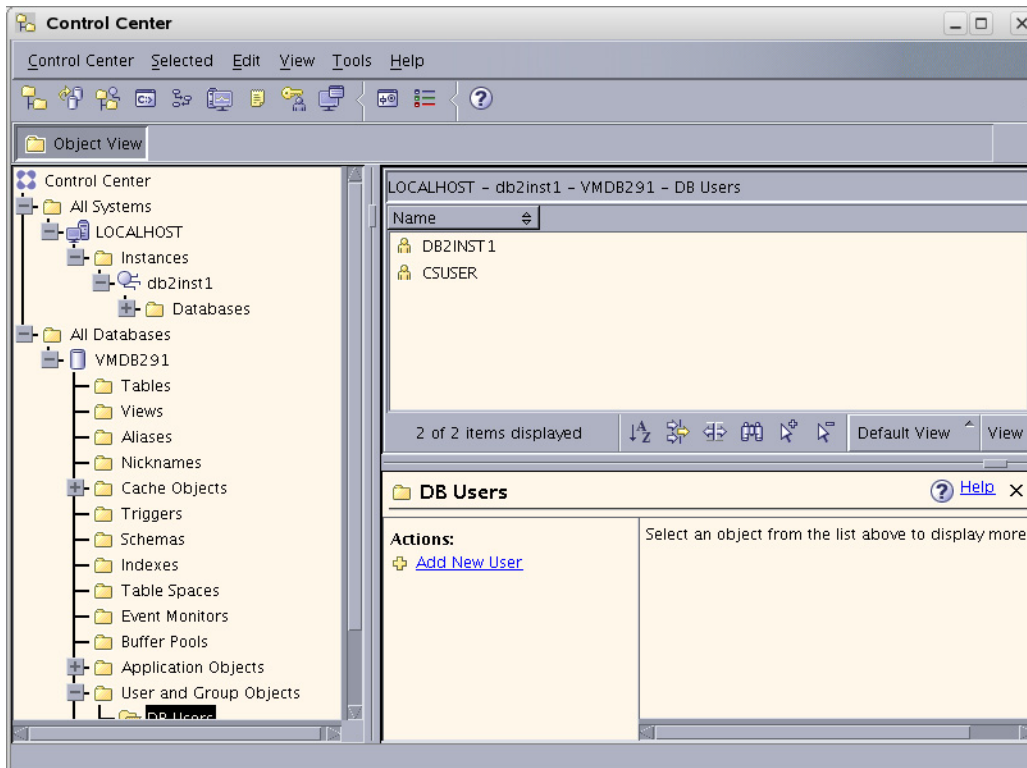 Control Center
Control Center Selected Edit View Tools Help
Object View
Control Center
All Systems
LOCALHOST
Instances
db2inst1
Databases
All Databases
VMDB291
Tables
Views
Aliases
Nicknames
Cache Objects
Triggers
Schemas
Indexes
Table Spaces
Event Monitors
Buffer Pools
Application Objects
User and Group Objects
DB Users
LOCALHOST - db2inst1 - VMDB291 - DB Users
Name
DB2INST1
CSUSER
2 of 2 items displayed
Default View
View
DB Users
Help
Actions:
Add New User
Select an object from the list above to display more